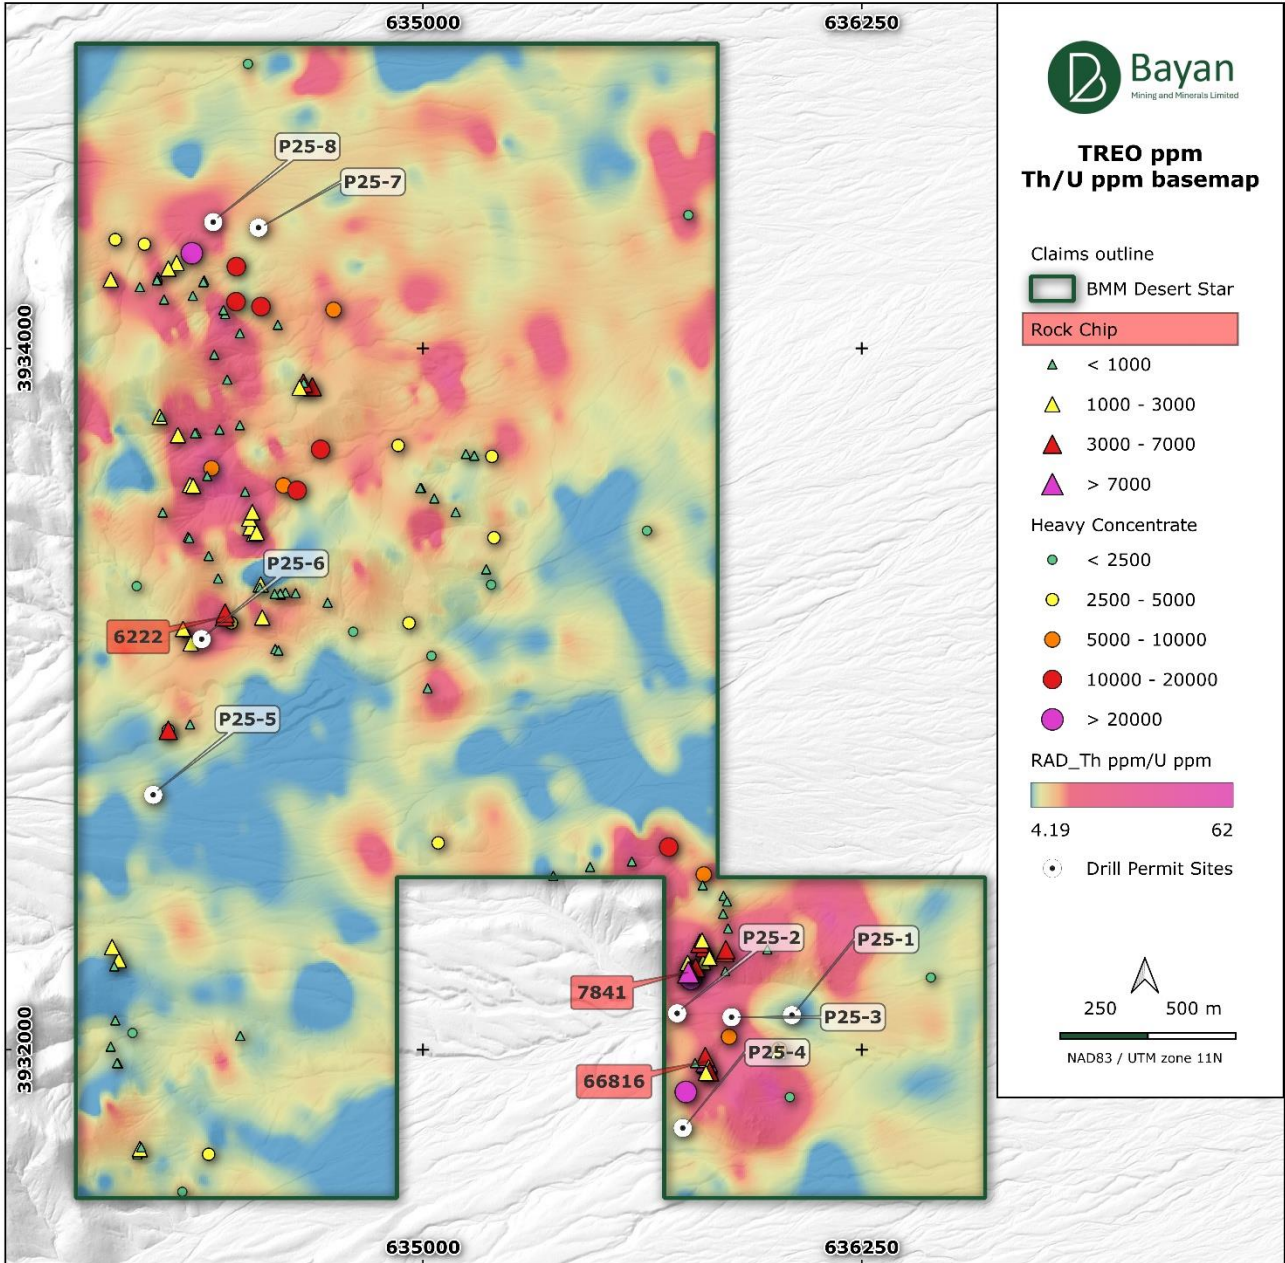 635000
636250
Bayan
Mining and Minerals Limited
TREO ppm
Th/U ppm basemap
Claims outline
BMM Desert Star
Rock Chip
< 1000
1000 - 3000
3000 - 7000
> 7000
Heavy Concentrate
< 2500
2500 - 5000
5000 - 10000
10000 - 20000
> 20000
RAD_Th ppm/U ppm
4.19
62
Drill Permit Sites
250
500 m
NAD83 / UTM zone 11N
P25-8
P25-7
3934000
P25-6
6222
P25-5
P25-2
P25-1
7841
P25-3
3932000
P25-4
66816
635000
636250